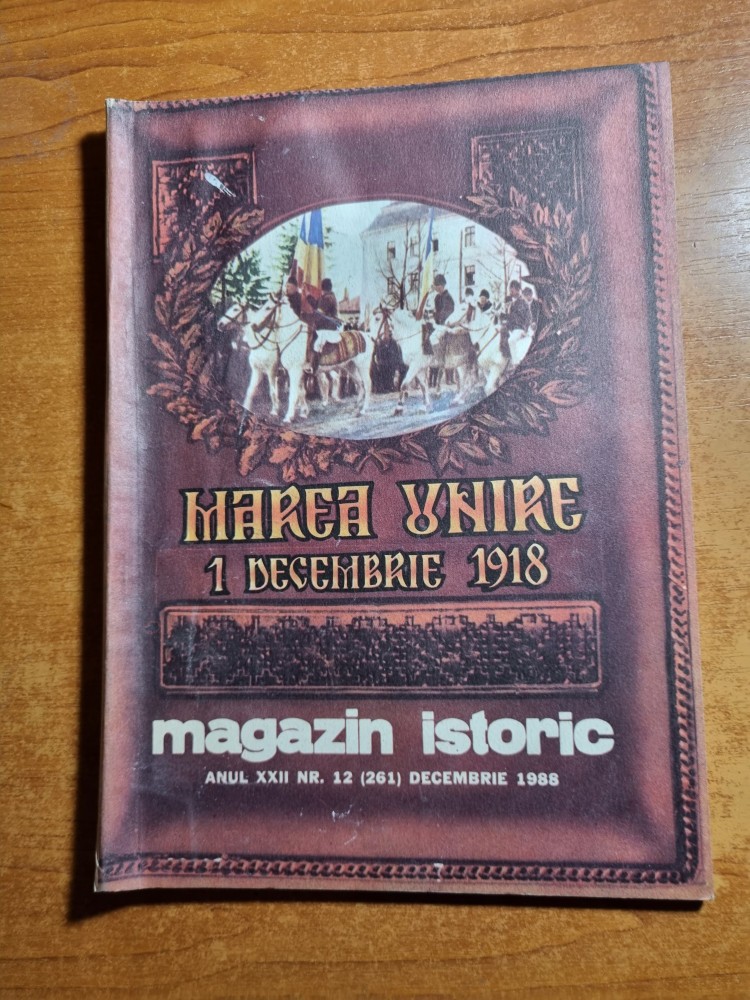 MAREA UNIRE
1 DECEMBRIE 1918
magazin istoric
ANUL XXII NR. 12 (261) DECEMBRIE 1988